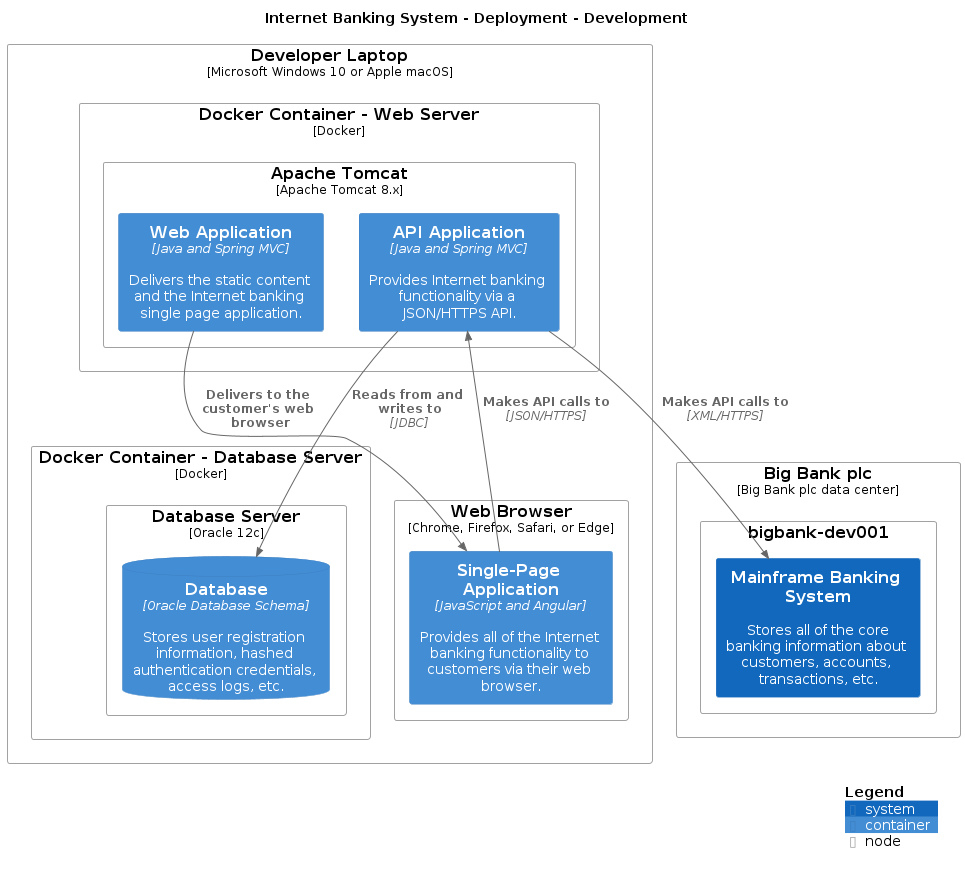 Internet Banking System - Deployment - Development
Developer Laptop
[Microsoft Windows 10 or Apple macOS]
Docker Container - Web Server
[Docker]
Apache Tomcat
[Apache Tomcat 8.x]
Web Application
[Java and Spring MVC]
Delivers the static content
and the Internet banking
single page application.
API Application
[Java and Spring MVC]
Provides Internet banking
functionality via a
JSON/HTTPS API.
Delivers to the
customer's web
browser
Reads from and
writes to
[JDBC]
Makes API calls to
[JSON/HTTPS]
Makes API calls to
[XML/HTTPS]
Docker Container - Database Server
[Docker]
Database Server
[Oracle 12c]
Database
[Oracle Database Schema]
Stores user registration
information, hashed
authentication credentials,
access logs, etc.
Web Browser
[Chrome, Firefox, Safari, or Edge]
Single-Page
Application
[JavaScript and Angular]
Provides all of the Internet
banking functionality to
customers via their web
browser.
Big Bank plc
[Big Bank plc data center]
bigbank-dev001
Mainframe Banking
System
Stores all of the core
banking information about
customers, accounts,
transactions, etc.
Legend
system
container
node